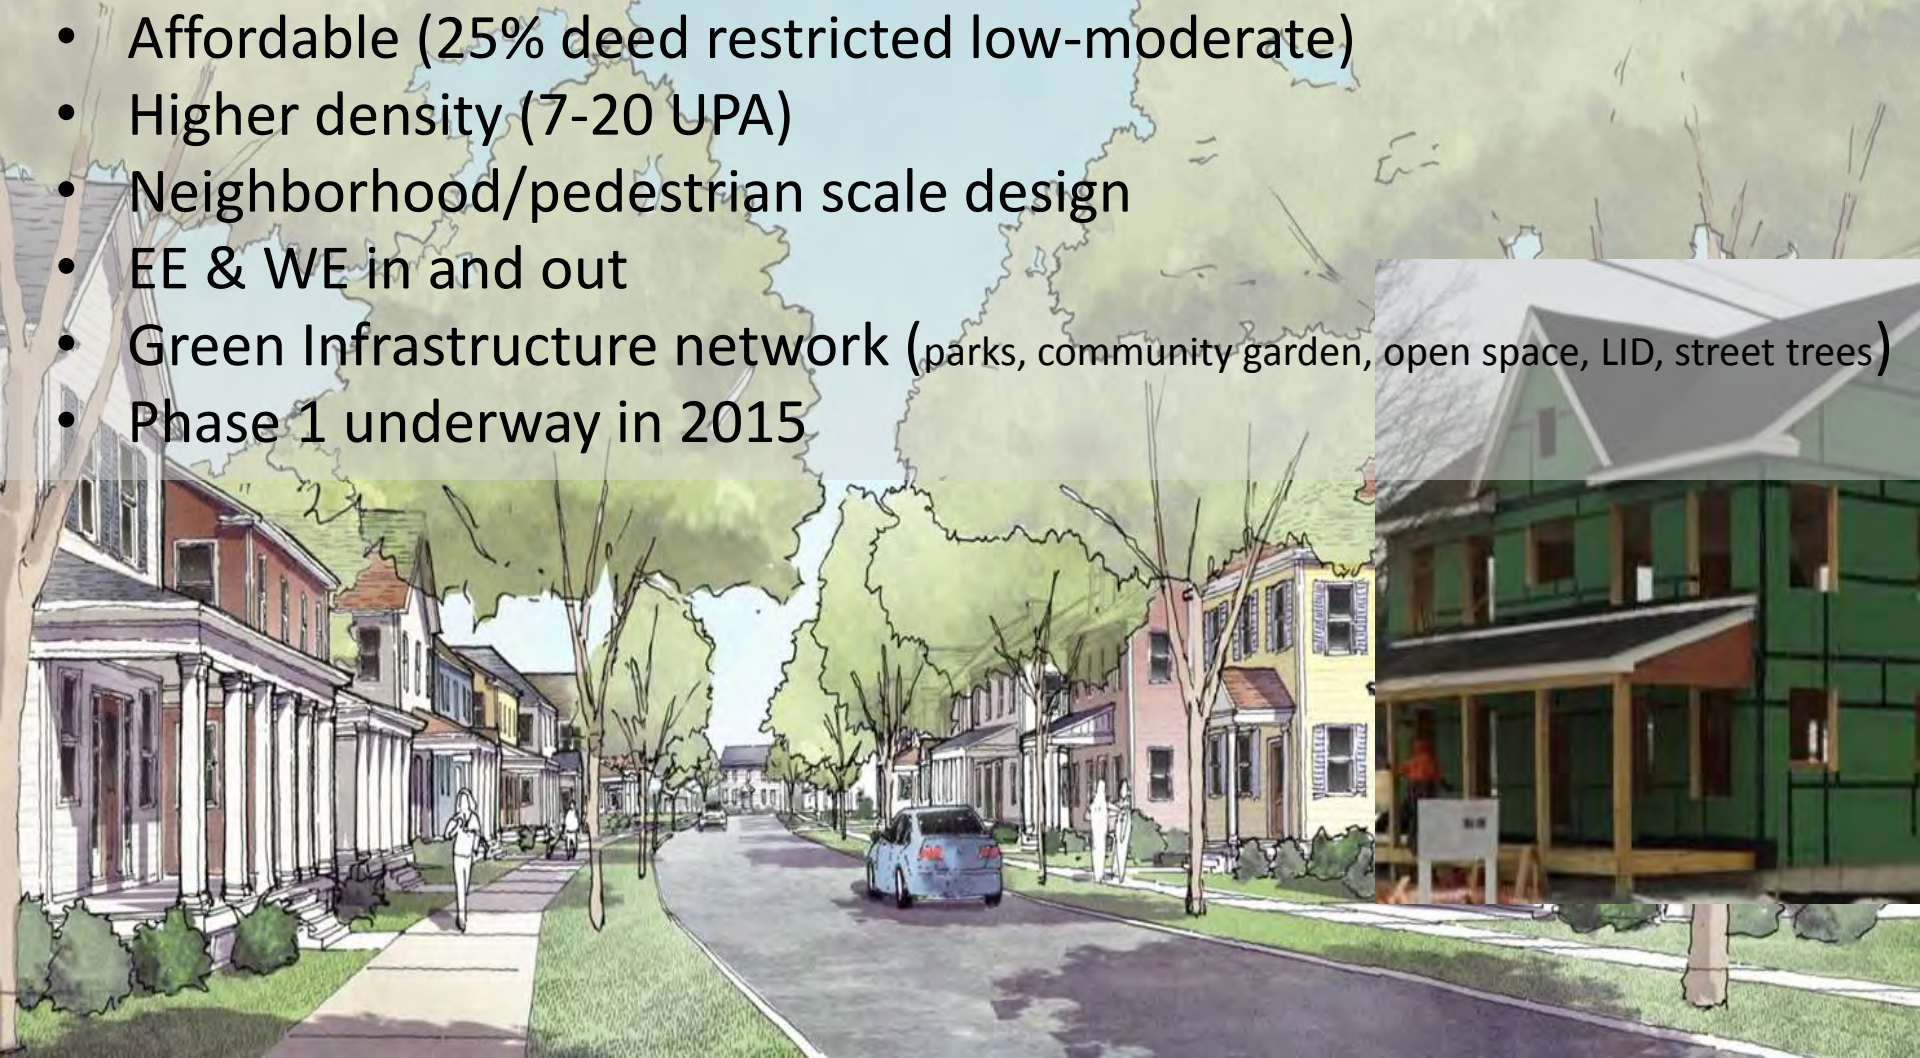 • Affordable (25% deed restricted low-moderate)
• Higher density (7-20 UPA)
• Neighborhood/pedestrian scale design
• EE & WE in and out
• Green Infrastructure network (parks, community garden, open space, LID, street trees)
• Phase 1 underway in 2015